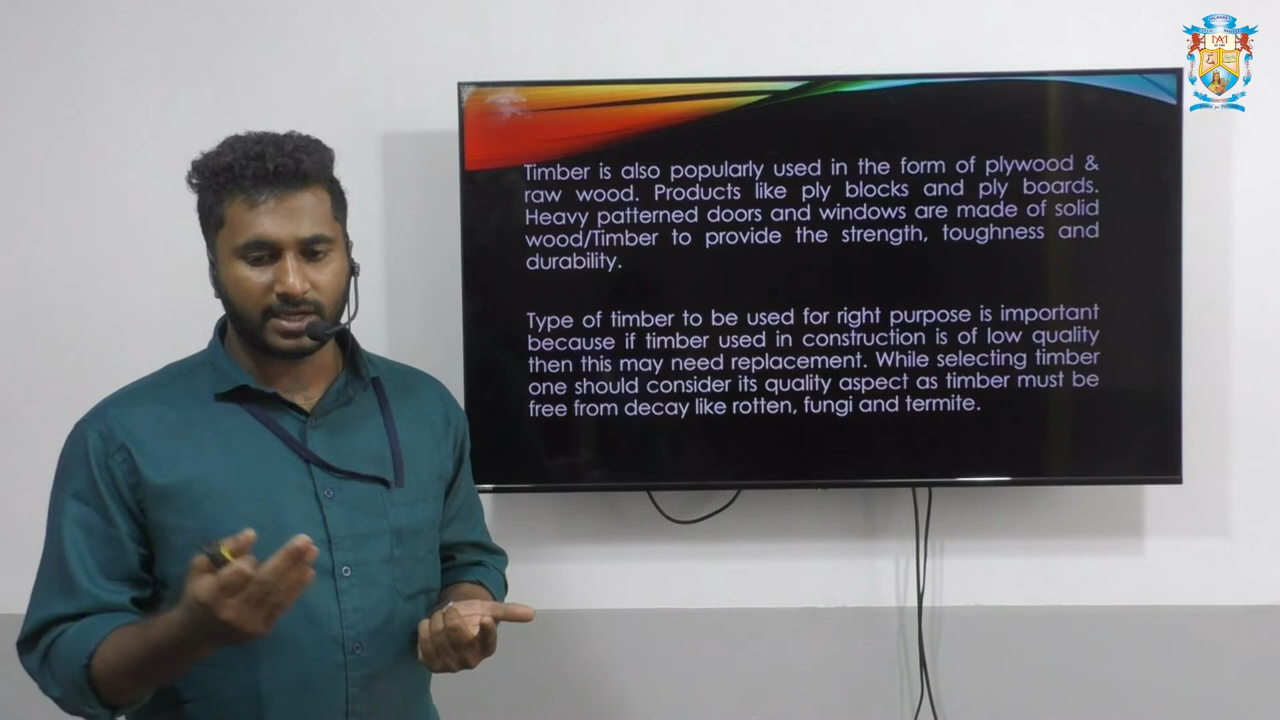 Timber is also popularly used in the form of plywood &
raw wood. Products like ply blocks and ply boards.
Heavy patterned doors and windows are made of solid
wood/Timber to provide the strength, toughness and
durability.
Type of timber to be used for right purpose is important
because if timber used in construction is of low quality
then this may need replacement. While selecting timber
one should consider its quality aspect as timber must be
free from decay like rotten, fungi and termite.